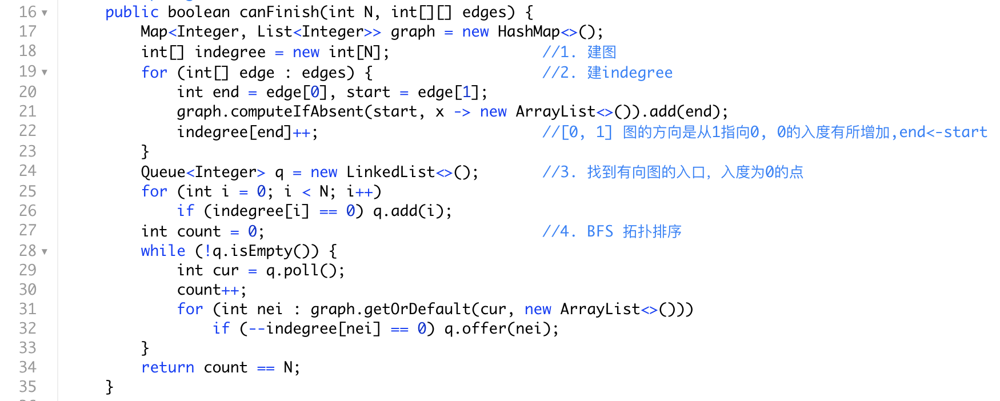 16 public boolean canFinish(int N, int[][] edges) {
17 Map<Integer, List<Integer>> graph = new HashMap<>();
18 int[] indegree = new int[N]; //1. 建图
19 for (int[] edge : edges) { //2. 建indegree
20 int end = edge[0], start = edge[1];
21 graph.computeIfAbsent(start, x -> new ArrayList<>()).add(end);
22 indegree[end]++; //[0, 1] 图的方向是从1指向0, 0的入度有所增加,end<-start
23 }
24 Queue<Integer> q = new LinkedList<>(); //3. 找到有向图的入口，入度为0的点
25 for (int i = 0; i < N; i++)
26 if (indegree[i] == 0) q.add(i);
27 int count = 0; //4. BFS 拓扑排序
28 while (!q.isEmpty()) {
29 int cur = q.poll();
30 count++;
31 for (int nei : graph.getOrDefault(cur, new ArrayList<>()))
32 if (--indegree[nei] == 0) q.offer(nei);
33 }
34 return count == N;
35 }